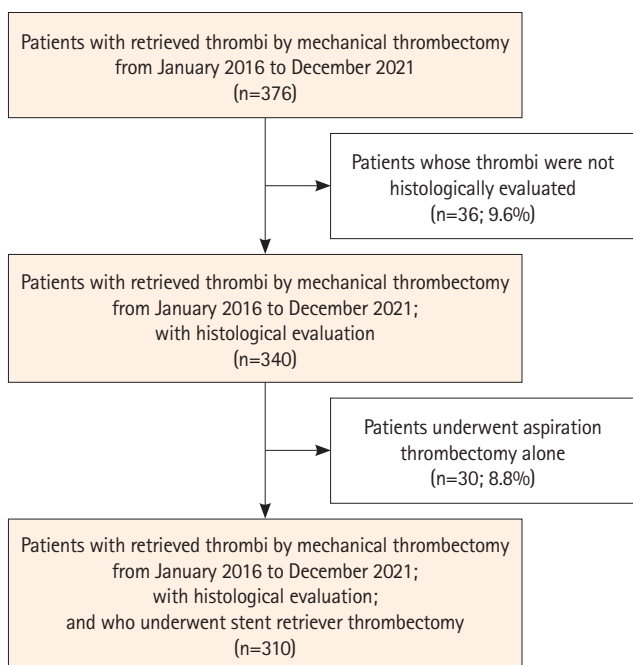 Patients with retrieved thrombi by mechanical thrombectomy
from January 2016 to December 2021
(n=376)
Patients whose thrombi were not
histologically evaluated
(n=36; 9.6%)
Patients with retrieved thrombi by mechanical thrombectomy
from January 2016 to December 2021;
with histological evaluation
(n=340)
Patients underwent aspiration
thrombectomy alone
(n=30; 8.8%)
Patients with retrieved thrombi by mechanical thrombectomy
from January 2016 to December 2021;
with histological evaluation;
and who underwent stent retriever thrombectomy
(n=310)